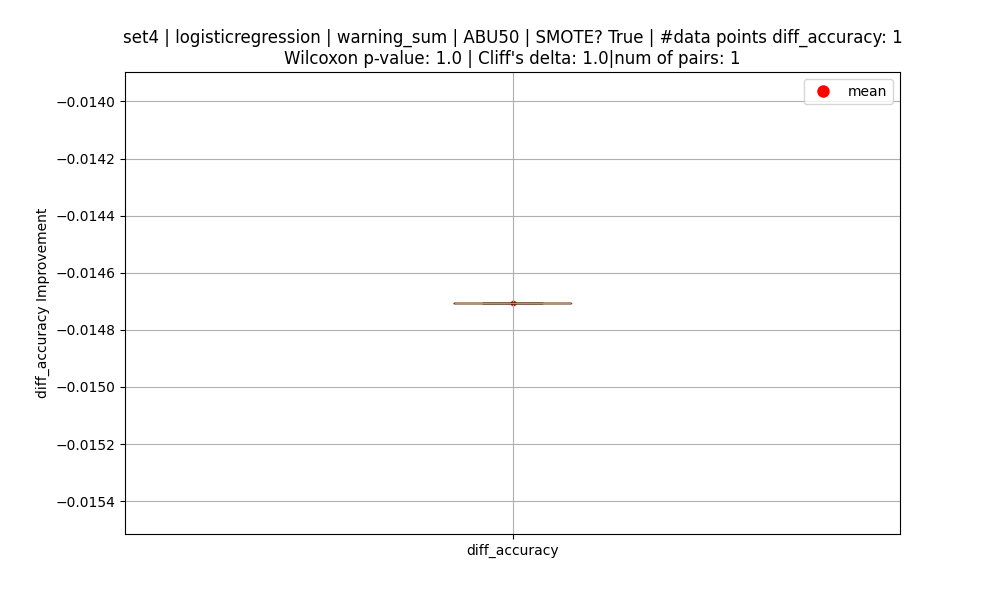 set4 | logisticregression | warning_sum | ABU50 | SMOTE? True | #data points diff_accuracy: 1
Wilcoxon p-value: 1.0 | Cliff's delta: 1.0|num of pairs: 1
mean
−0.0140
−0.0142
−0.0144
−0.0146
−0.0148
−0.0150
−0.0152
−0.0154
diff_accuracy Improvement
diff_accuracy